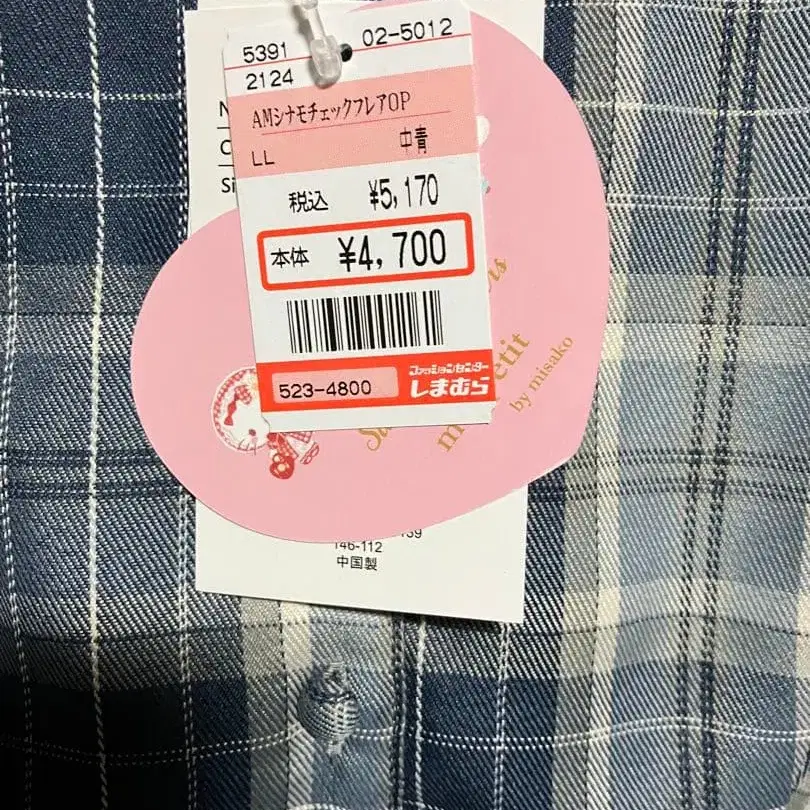 5391 02-5012
2124
AMシナモチェックフレアOP
LL 中青
税込 ¥5,170
本体 ¥4,700
523-4800
ファッションセンター
しまむら
by misako
146-112
中国製